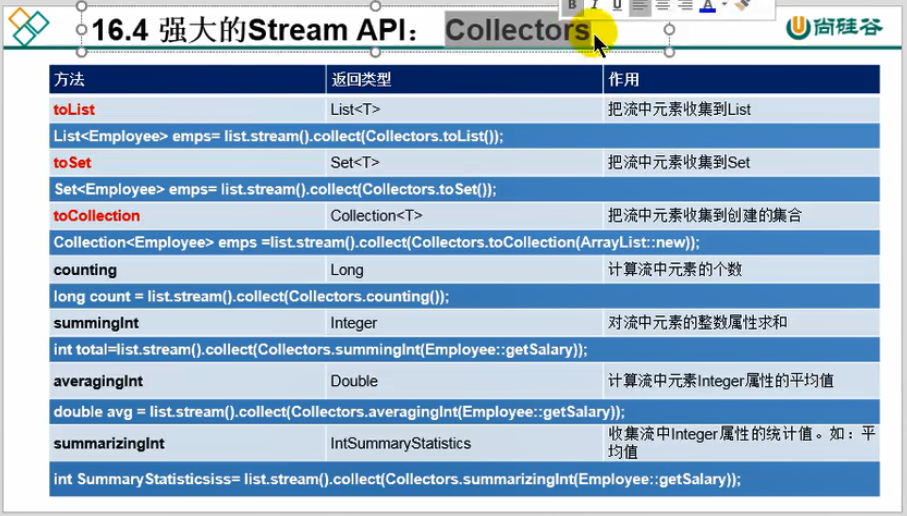 B I U A
16.4 强大的Stream API： Collectors
尚硅谷
方法 返回类型 作用
toList List<T> 把流中元素收集到List
List<Employee> emps= list.stream().collect(Collectors.toList());
toSet Set<T> 把流中元素收集到Set
Set<Employee> emps= list.stream().collect(Collectors.toSet());
toCollection Collection<T> 把流中元素收集到创建的集合
Collection<Employee> emps =list.stream().collect(Collectors.toCollection(ArrayList::new));
counting Long 计算流中元素的个数
long count = list.stream().collect(Collectors.counting());
summingInt Integer 对流中元素的整数属性求和
int total=list.stream().collect(Collectors.summingInt(Employee::getSalary));
averagingInt Double 计算流中元素Integer属性的平均值
double avg = list.stream().collect(Collectors.averagingInt(Employee::getSalary));
summarizingInt IntSummaryStatistics 收集流中Integer属性的统计值。如：平
均值
int SummaryStatisticsiss= list.stream().collect(Collectors.summarizingInt(Employee::getSalary));